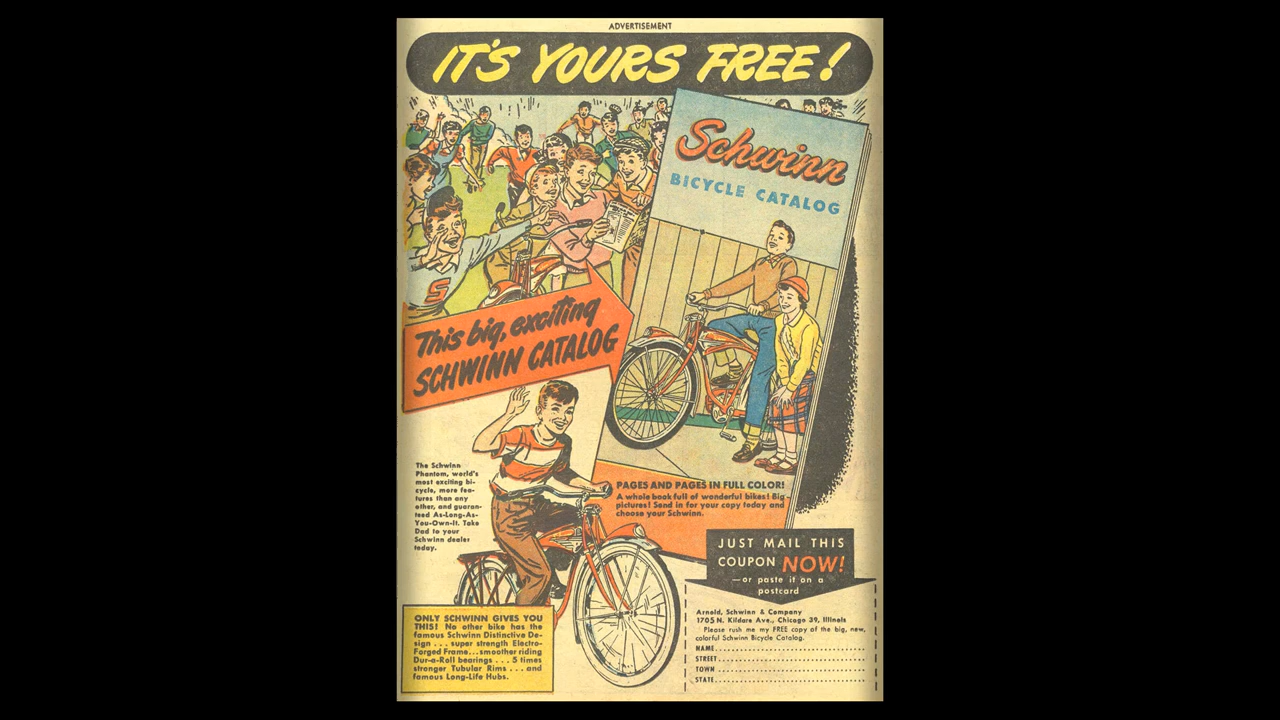 ADVERTISEMENT
IT'S YOURS FREE!
Schwinn
BICYCLE CATALOG
S
This big, exciting
SCHWINN CATALOG
The Schwinn
Phantom, world's
most exciting bi-
cycle, more fea-
tures than any
other, and guaran-
teed As-Long-As-
You-Own-It. Take
Dad to your
Schwinn dealer
today.
PAGES AND PAGES IN FULL COLOR!
A whole book full of wonderful bikes! Big
pictures! Send in for your copy today and
choose your Schwinn.
JUST MAIL THIS
COUPON NOW!
—or paste it on a
postcard
ONLY SCHWINN GIVES YOU
THIS! No other bike has the
famous Schwinn Distinctive De-
sign . . . super strength Electro-
Forged Frame...smoother riding
Dur-a-Roll bearings . . . 5 times
stronger Tubular Rims . . . and
famous Long-Life Hubs.
Arnold, Schwinn & Company
1705 N. Kildare Ave., Chicago 39, Illinois
Please rush me my FREE copy of the big, new,
colorful Schwinn Bicycle Catalog.
NAME
STREET
TOWN
STATE